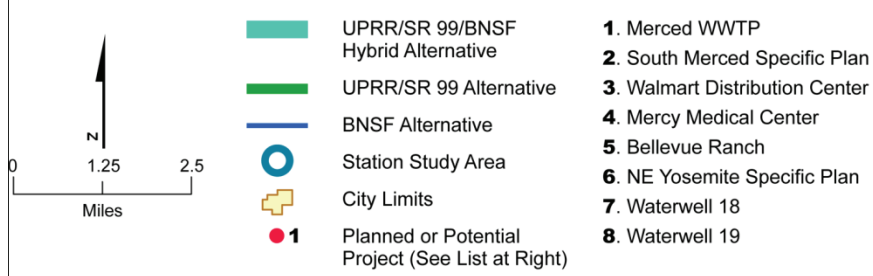 N
0 1.25 2.5
Miles
UPRR/SR 99/BNSF
Hybrid Alternative
UPRR/SR 99 Alternative
BNSF Alternative
Station Study Area
City Limits
1 Planned or Potential
Project (See List at Right)
1. Merced WWTP
2. South Merced Specific Plan
3. Walmart Distribution Center
4. Mercy Medical Center
5. Bellevue Ranch
6. NE Yosemite Specific Plan
7. Waterwell 18
8. Waterwell 19